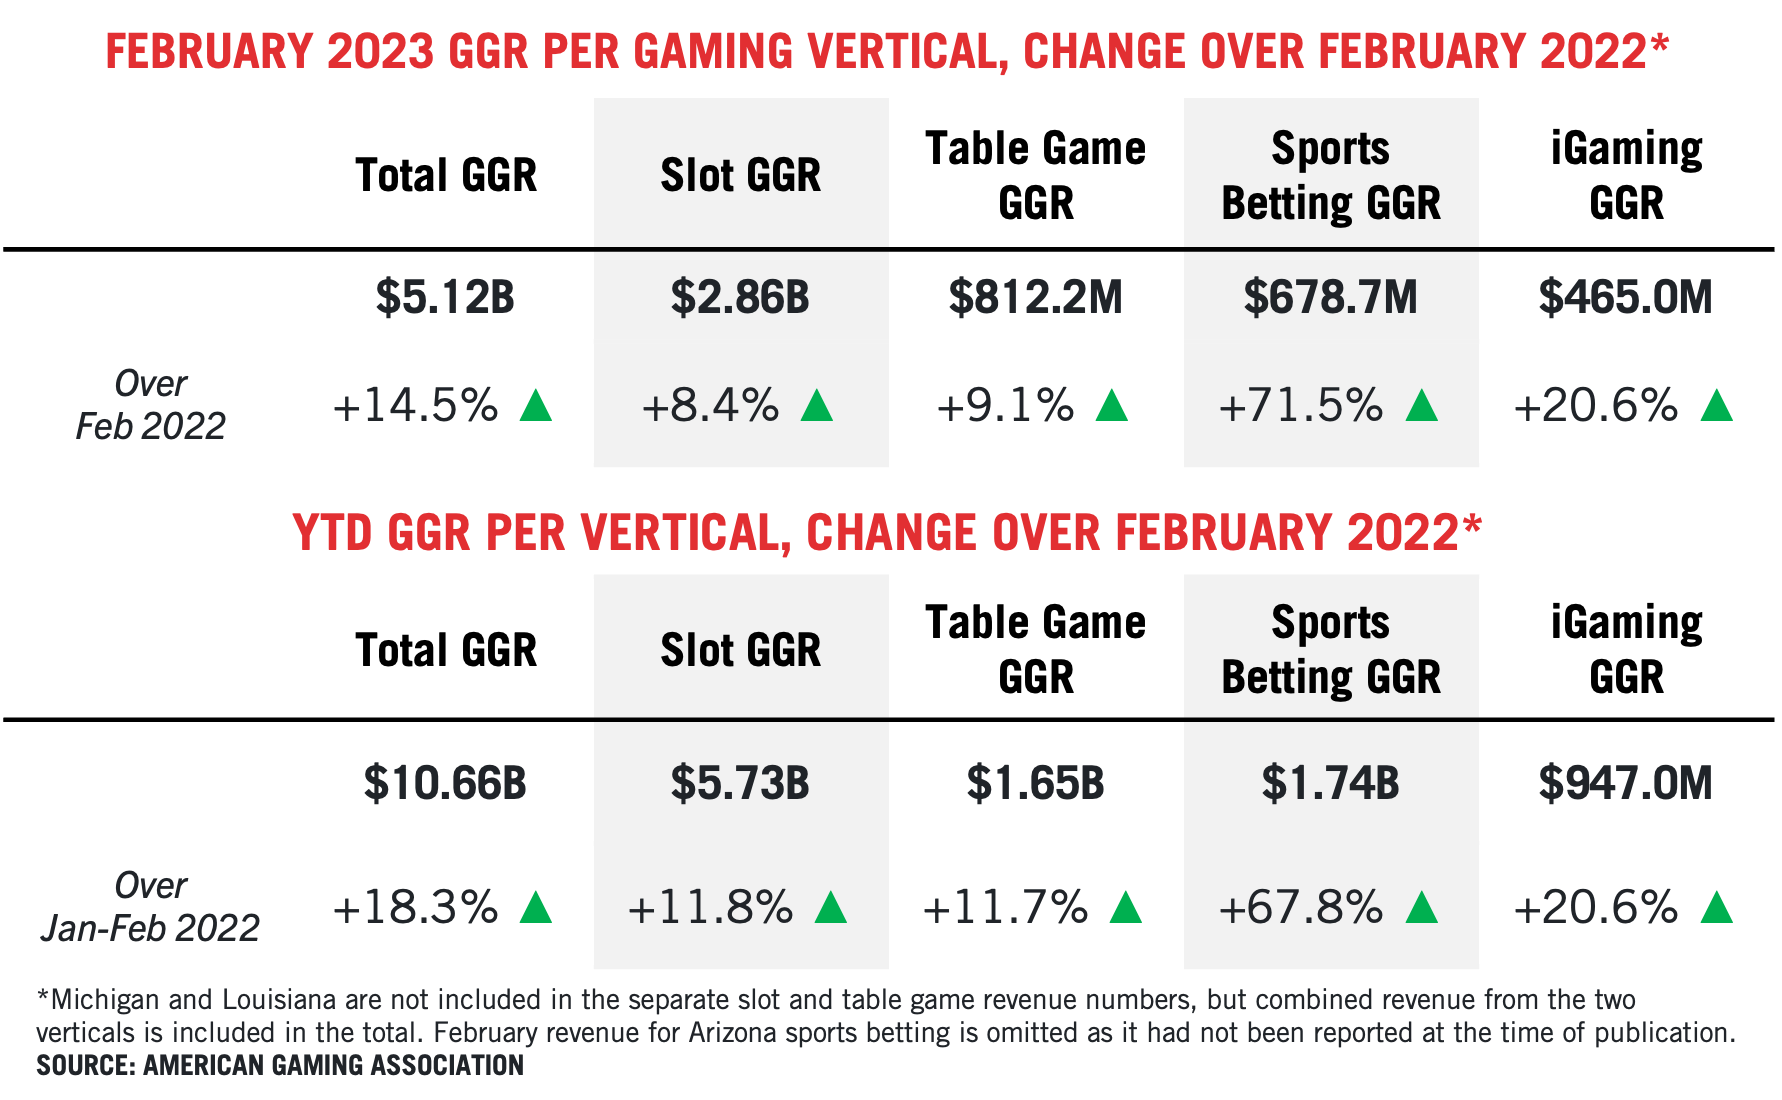 FEBRUARY 2023 GGR PER GAMING VERTICAL, CHANGE OVER FEBRUARY 2022*
Total GGR Slot GGR Table Game GGR Sports Betting GGR iGaming GGR
$5.12B $2.86B $812.2M $678.7M $465.0M
Over Feb 2022 +14.5% ▲ +8.4% ▲ +9.1% ▲ +71.5% ▲ +20.6% ▲
YTD GGR PER VERTICAL, CHANGE OVER FEBRUARY 2022*
Total GGR Slot GGR Table Game GGR Sports Betting GGR iGaming GGR
$10.66B $5.73B $1.65B $1.74B $947.0M
Over Jan-Feb 2022 +18.3% ▲ +11.8% ▲ +11.7% ▲ +67.8% ▲ +20.6% ▲
*Michigan and Louisiana are not included in the separate slot and table game revenue numbers, but combined revenue from the two
verticals is included in the total. February revenue for Arizona sports betting is omitted as it had not been reported at the time of publication.
SOURCE: AMERICAN GAMING ASSOCIATION